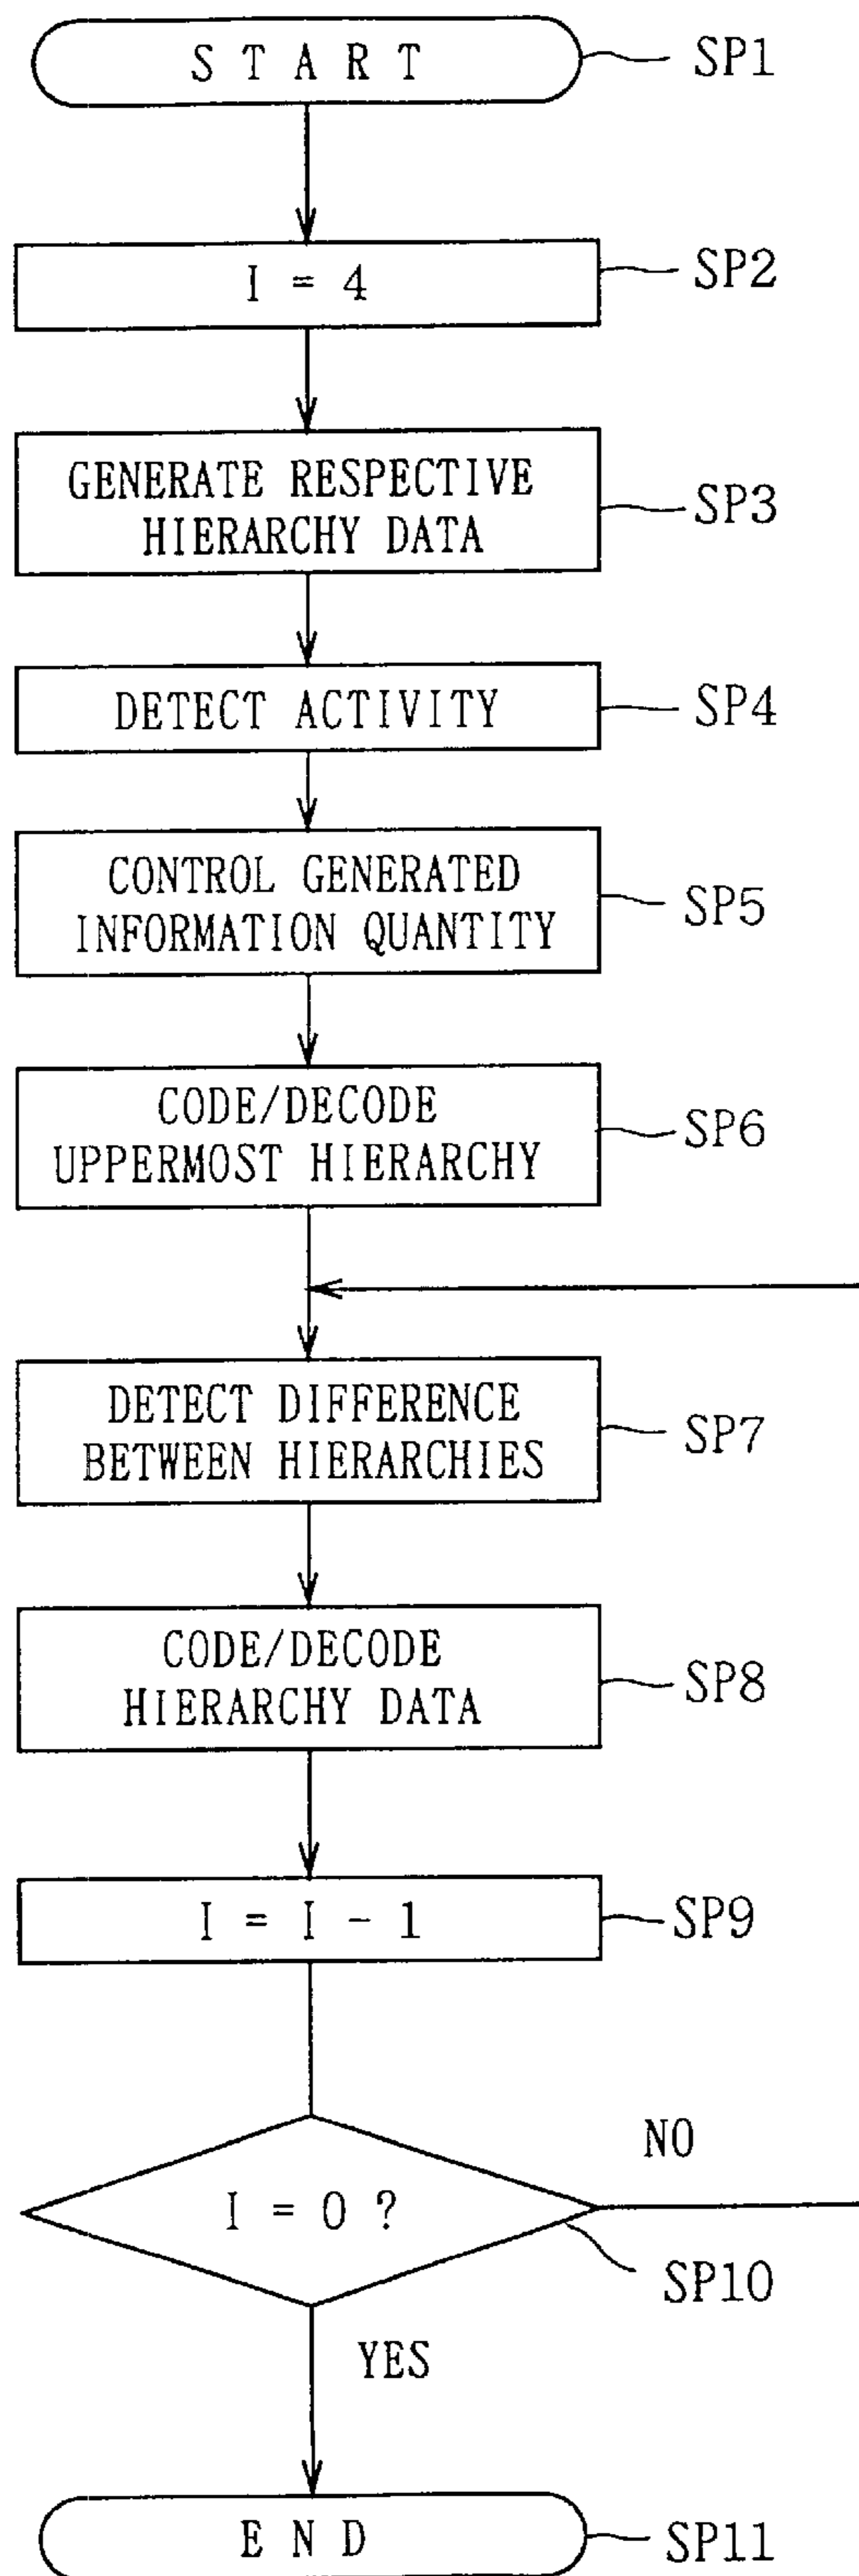 S T A R T
SP1
I = 4
SP2
GENERATE RESPECTIVE
HIERARCHY DATA
SP3
DETECT ACTIVITY
SP4
CONTROL GENERATED
INFORMATION QUANTITY
SP5
CODE/DECODE
UPPERMOST HIERARCHY
SP6
DETECT DIFFERENCE
BETWEEN HIERARCHIES
SP7
CODE/DECODE
HIERARCHY DATA
SP8
I = I - 1
SP9
NO
I = 0 ?
SP10
YES
E N D
SP11